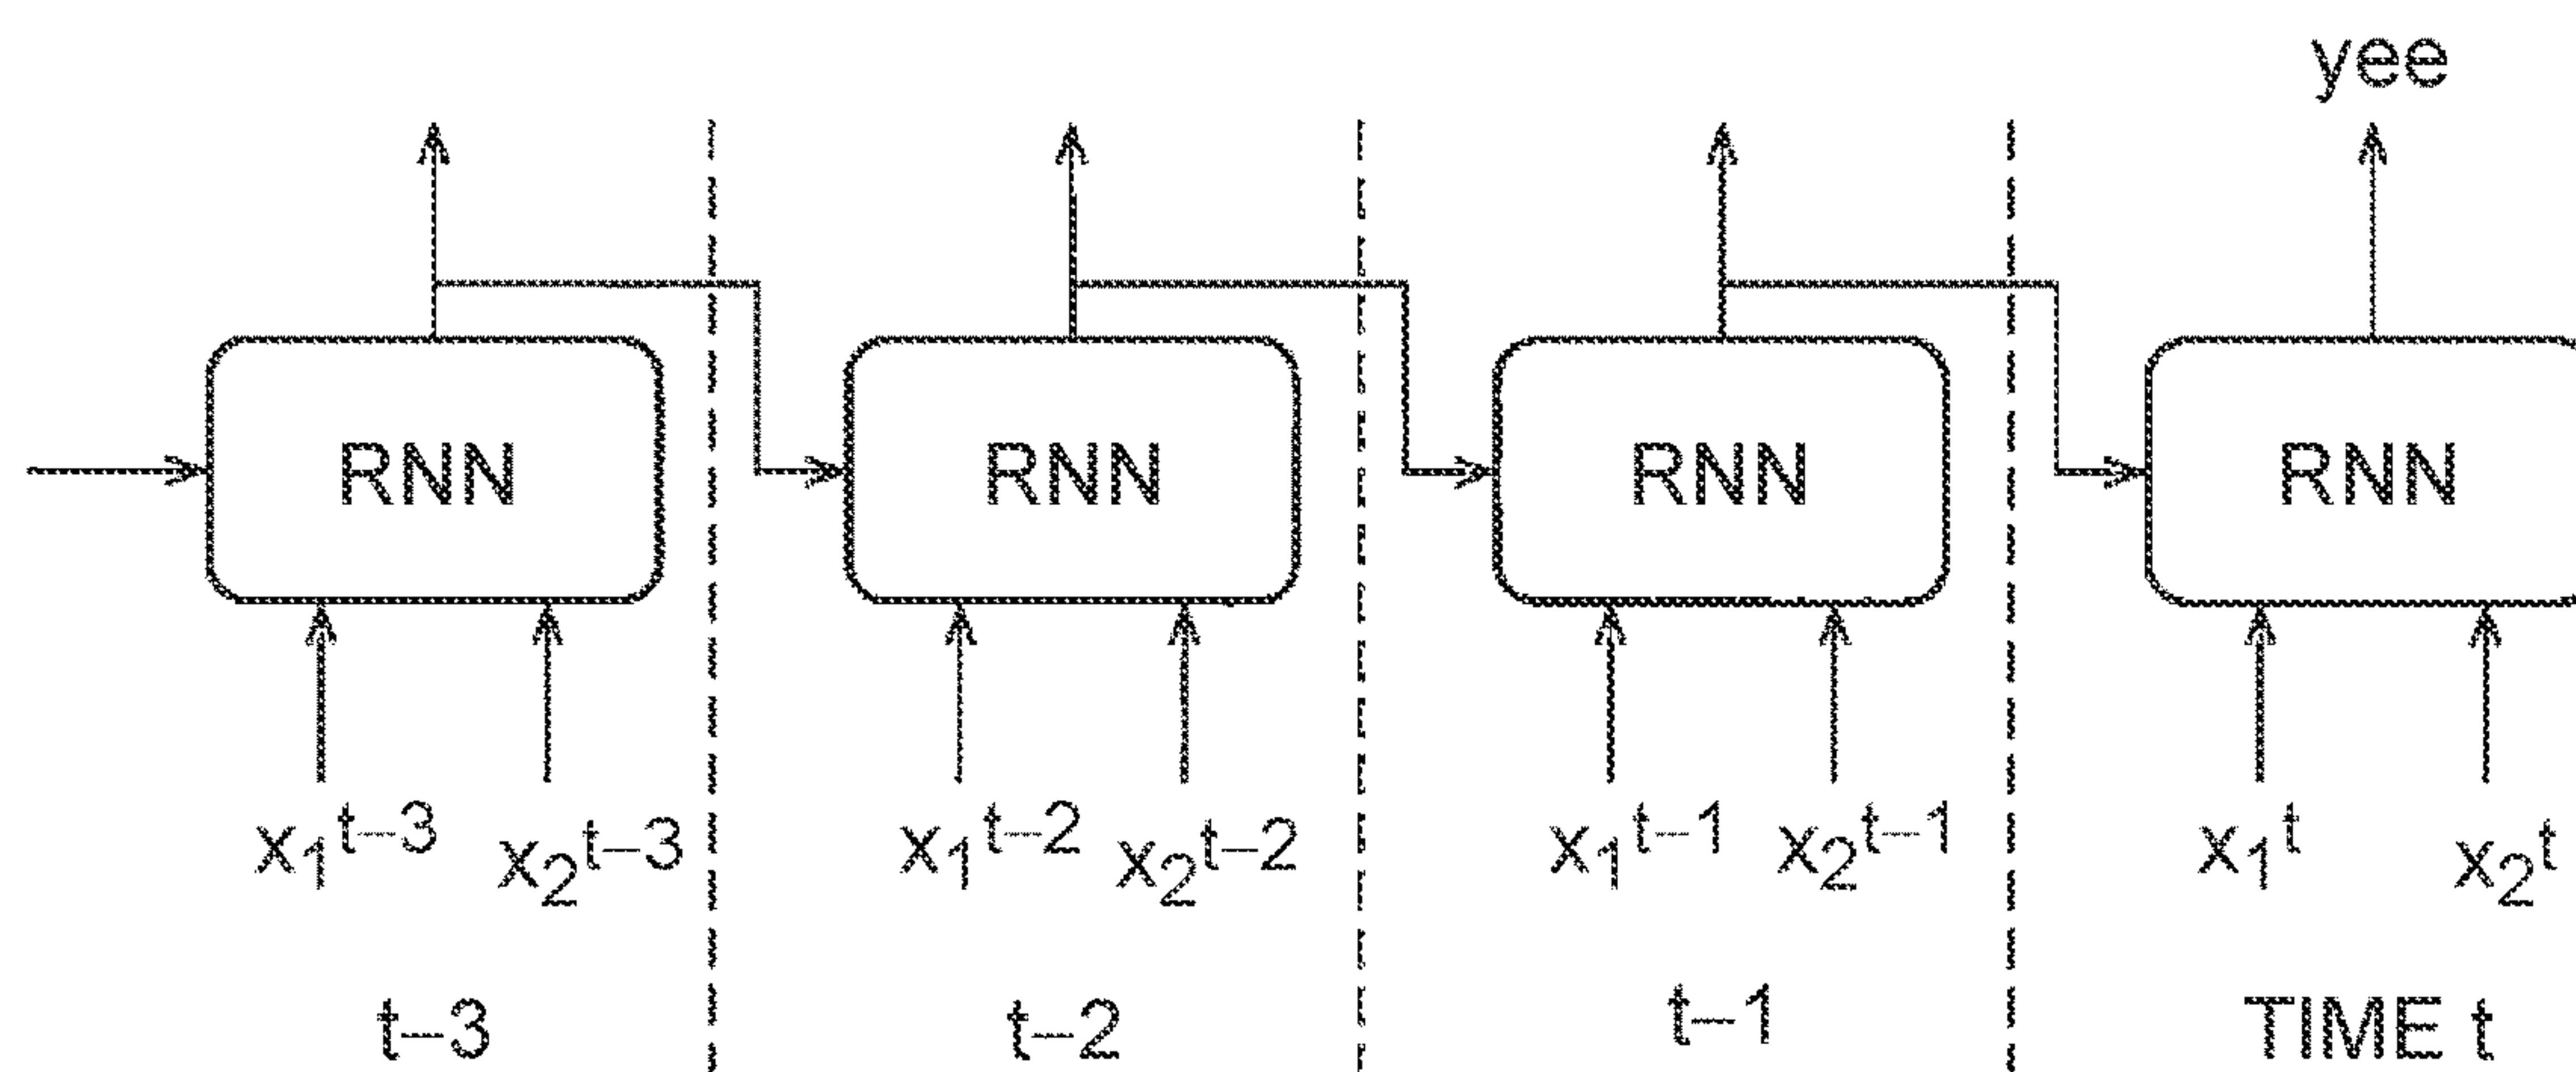 yee
RNN RNN RNN RNN
x₁ᵗ⁻³ x₂ᵗ⁻³ x₁ᵗ⁻² x₂ᵗ⁻² x₁ᵗ⁻¹ x₂ᵗ⁻¹ x₁ᵗ x₂ᵗ
t–3 t–2 t–1 TIME t